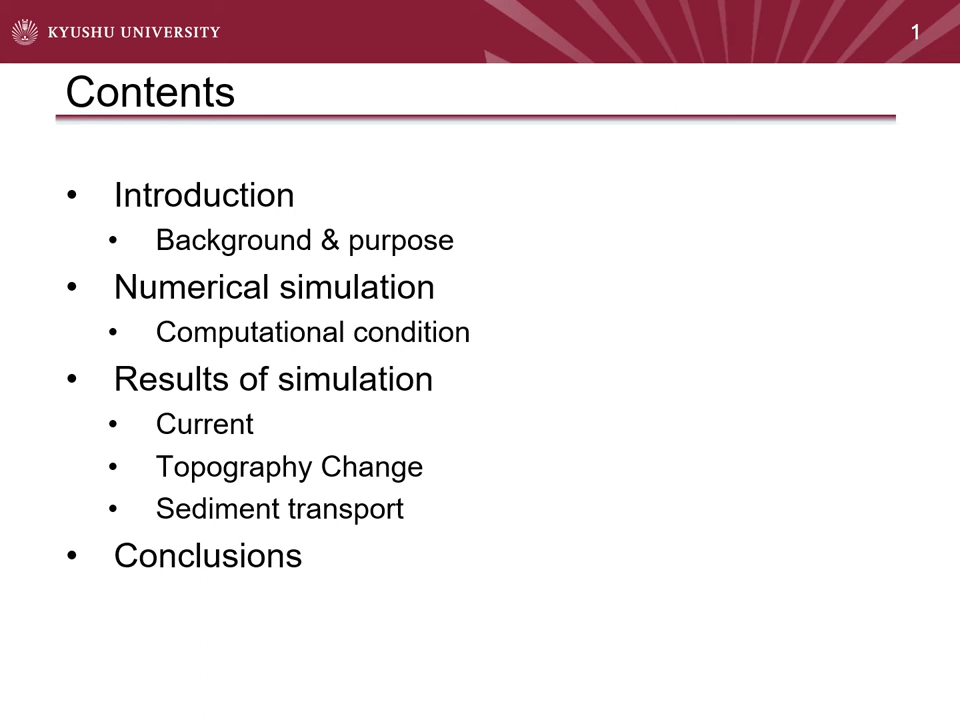 KYUSHU UNIVERSITY
1
Contents
• Introduction
• Background & purpose
• Numerical simulation
• Computational condition
• Results of simulation
• Current
• Topography Change
• Sediment transport
• Conclusions